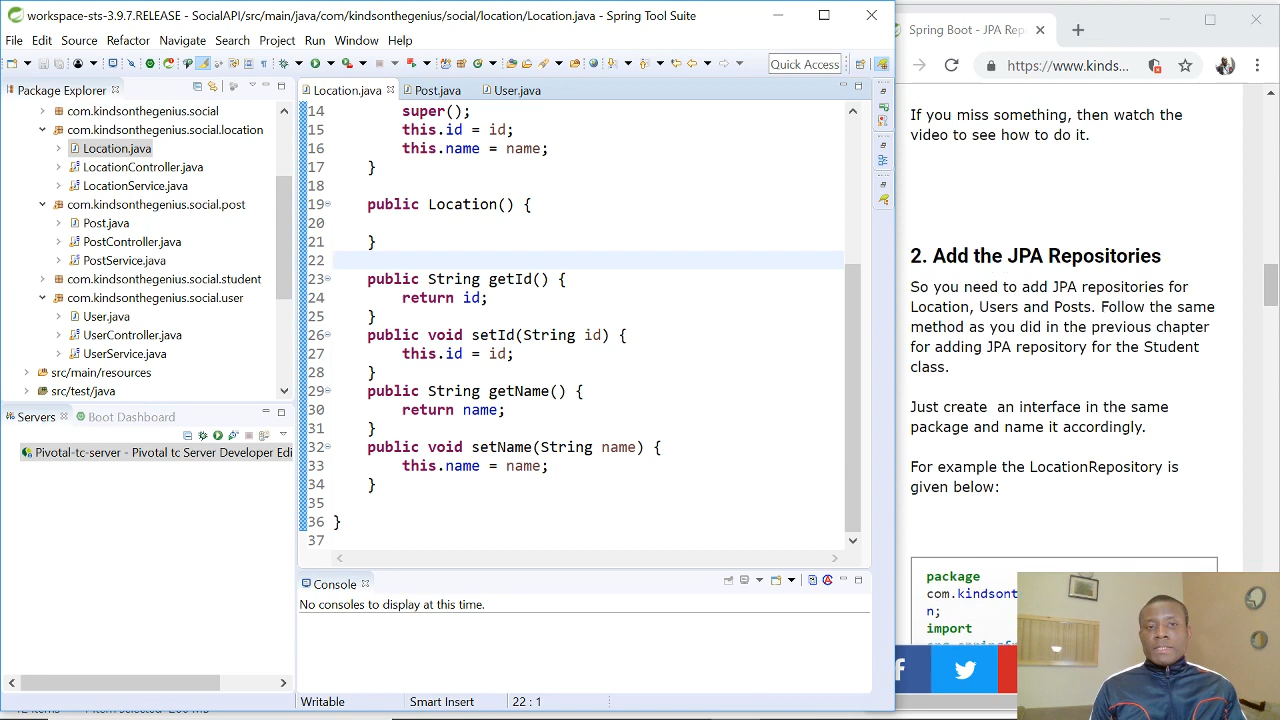 workspace-sts-3.9.7.RELEASE - SocialAPI/src/main/java/com/kindsonthegenius/social/location/Location.java - Spring Tool Suite
File Edit Source Refactor Navigate Search Project Run Window Help
Quick Access
Package Explorer
com.kindsonthegenius.social
com.kindsonthegenius.social.location
Location.java
LocationController.java
LocationService.java
com.kindsonthegenius.social.post
Post.java
PostController.java
PostService.java
com.kindsonthegenius.social.student
com.kindsonthegenius.social.user
User.java
UserController.java
UserService.java
src/main/resources
src/test/java
Servers Boot Dashboard
Pivotal-tc-server - Pivotal tc Server Developer Edi
Location.java Post.java User.java
14 super();
15 this.id = id;
16 this.name = name;
17 }
18
19 public Location() {
20
21 }
22
23 public String getId() {
24 return id;
25 }
26 public void setId(String id) {
27 this.id = id;
28 }
29 public String getName() {
30 return name;
31 }
32 public void setName(String name) {
33 this.name = name;
34 }
35
36 }
37
Console
No consoles to display at this time.
Writable Smart Insert 22 : 1
Spring Boot - JPA Rep
https://www.kinds...
If you miss something, then watch the
video to see how to do it.
2. Add the JPA Repositories
So you need to add JPA repositories for
Location, Users and Posts. Follow the same
method as you did in the previous chapter
for adding JPA repository for the Student
class.
Just create an interface in the same
package and name it accordingly.
For example the LocationRepository is
given below:
package
com.kindsont
n;
import